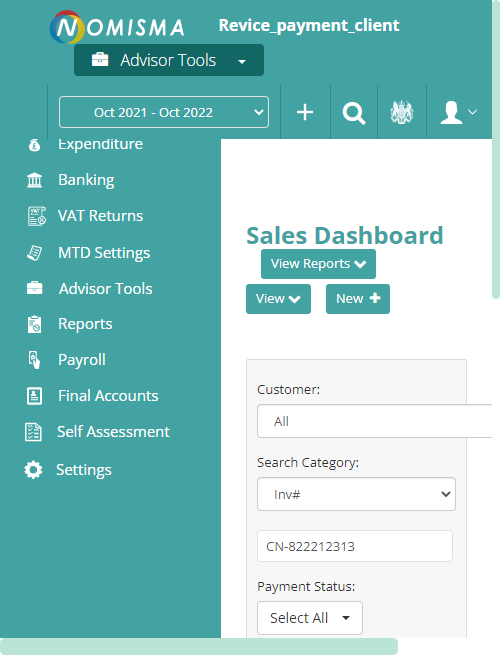 NOMISMA
Revice_payment_client
Advisor Tools
Oct 2021 - Oct 2022
Expenditure
Banking
VAT Returns
MTD Settings
Advisor Tools
Reports
Payroll
Final Accounts
Self Assessment
Settings
Sales Dashboard
View Reports
View
New
Customer:
All
Search Category:
Inv#
CN-822212313
Payment Status:
Select All